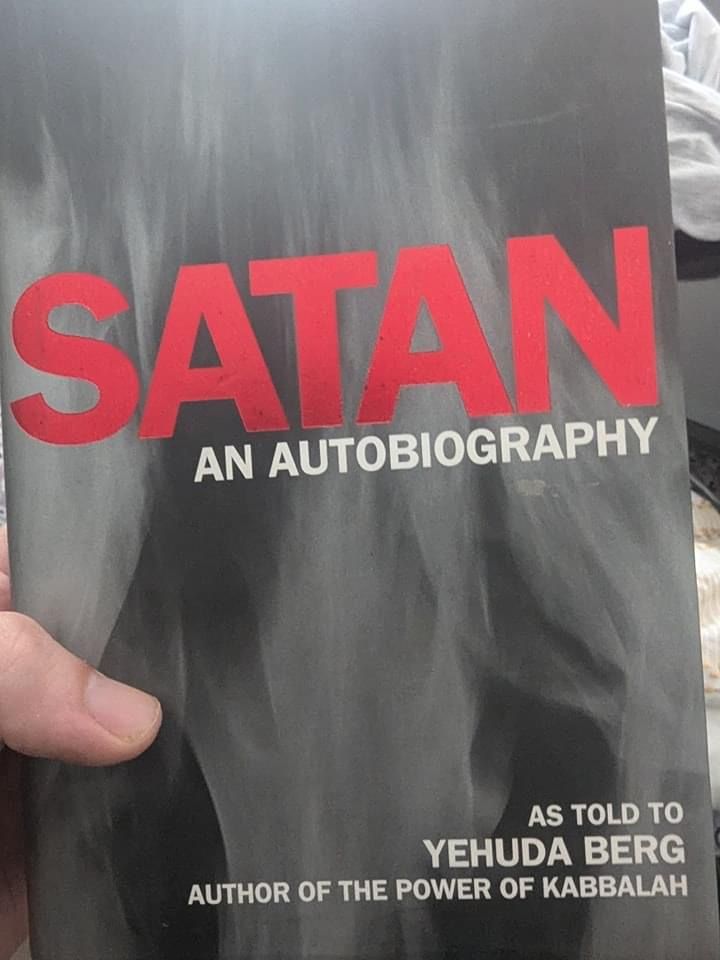 SATAN
AN AUTOBIOGRAPHY
AS TOLD TO
YEHUDA BERG
AUTHOR OF THE POWER OF KABBALAH